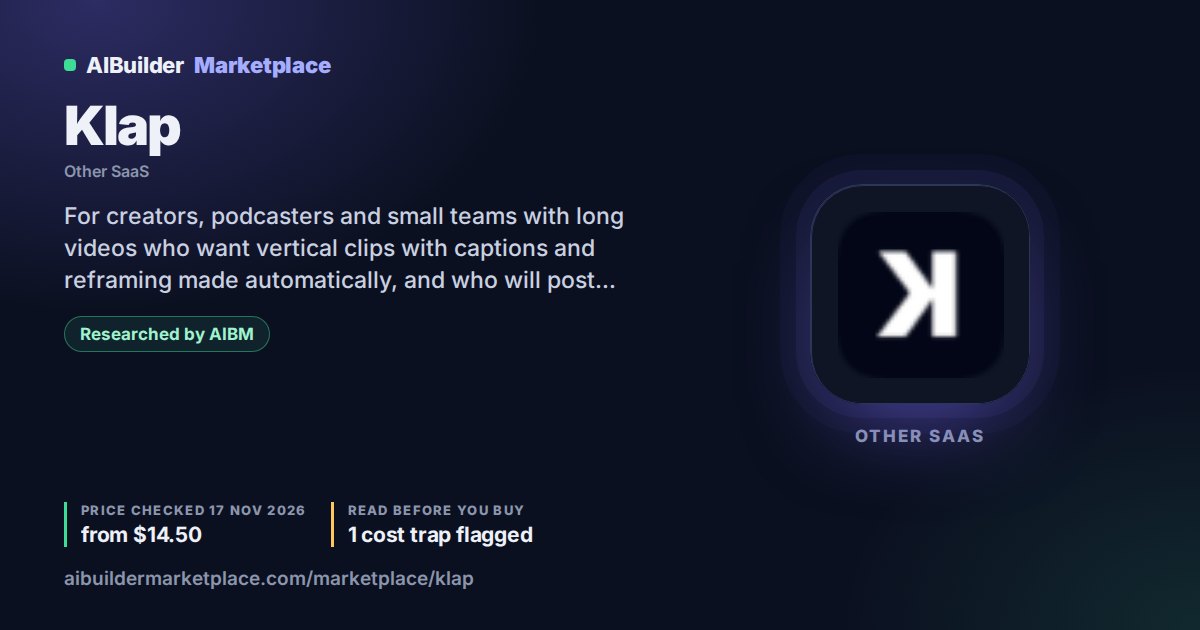 AIBuilder Marketplace
Klap
Other SaaS
For creators, podcasters and small teams with long
videos who want vertical clips with captions and
reframing made automatically, and who will post...
Researched by AIBM
K
OTHER SAAS
PRICE CHECKED 17 NOV 2026
from $14.50
READ BEFORE YOU BUY
1 cost trap flagged
aibuildermarketplace.com/marketplace/klap